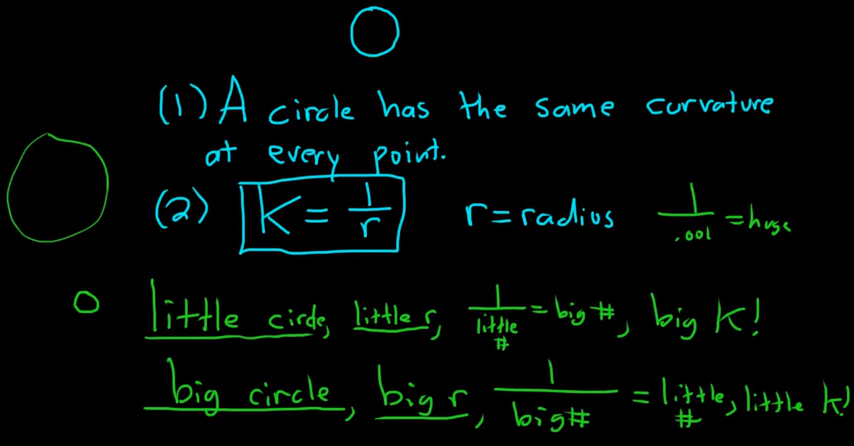 (1) A circle has the same curvature
at every point.
(2) K = 1/r r = radius 1/.001 = huge
little circle, little r, 1/little # = big #, big K!
big circle, big r, 1/big # = little #, little k!